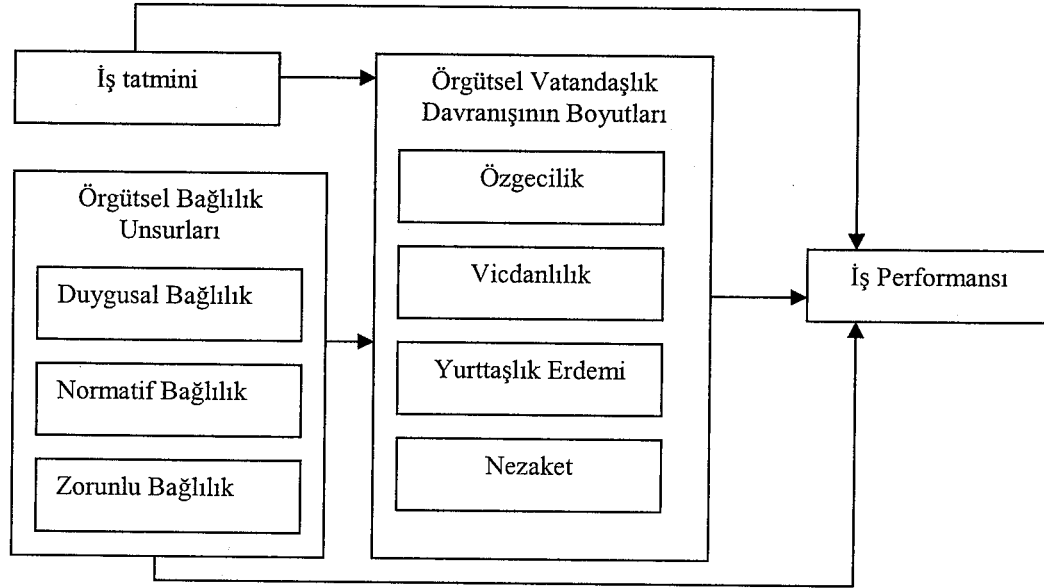 İş tatmini
Örgütsel Bağlılık
Unsurları
Duygusal Bağlılık
Normatif Bağlılık
Zorunlu Bağlılık
Örgütsel Vatandaşlık
Davranışının Boyutları
Özgecilik
Vicdanlılık
Yurttaşlık Erdemi
Nezaket
İş Performansı